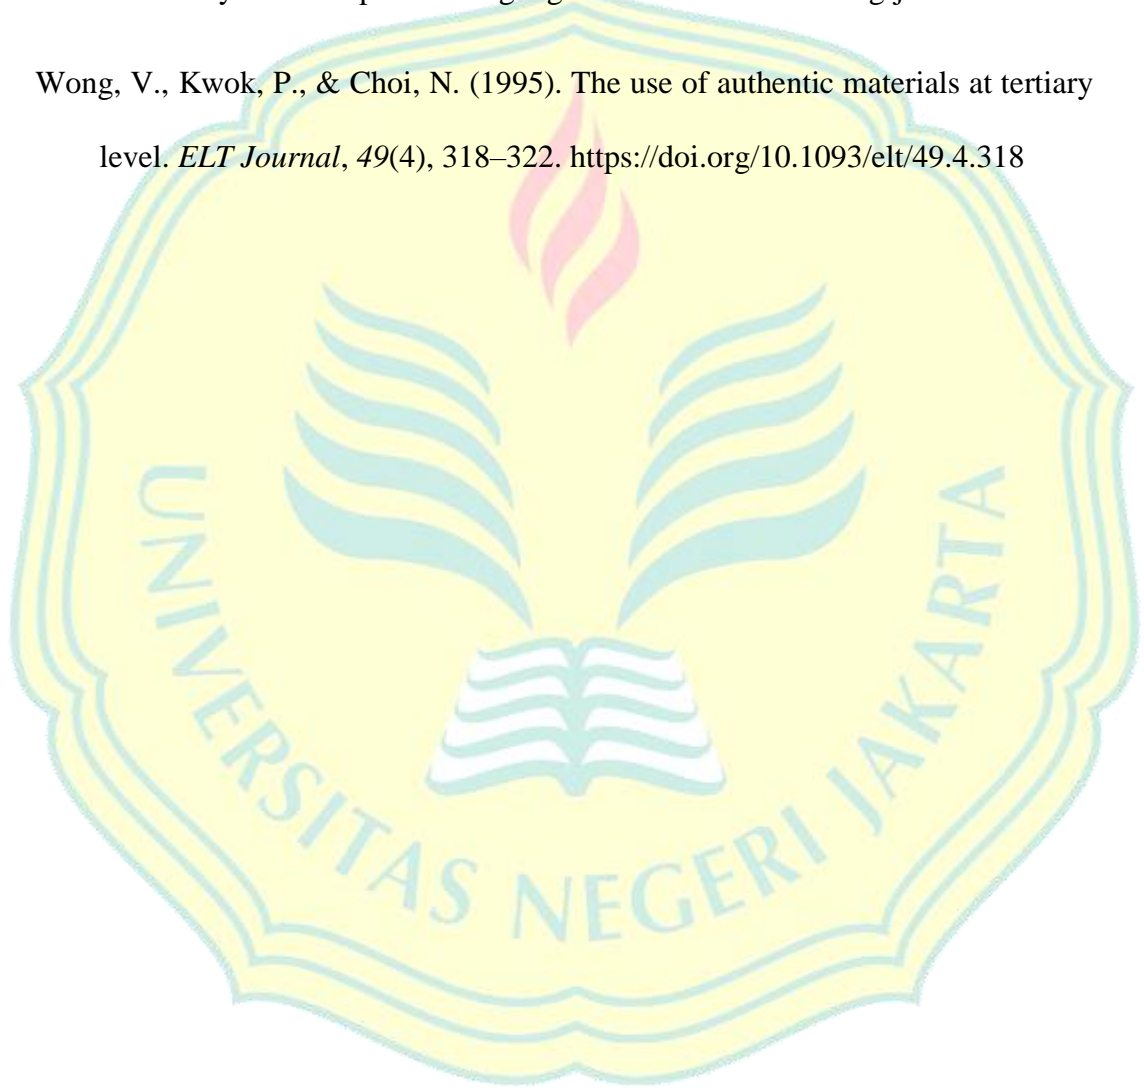 Wong, V., Kwok, P., & Choi, N. (1995). The use of authentic materials at tertiary
level. ELT Journal, 49(4), 318–322. https://doi.org/10.1093/elt/49.4.318
UNIVERSITAS NEGERI JAKARTA